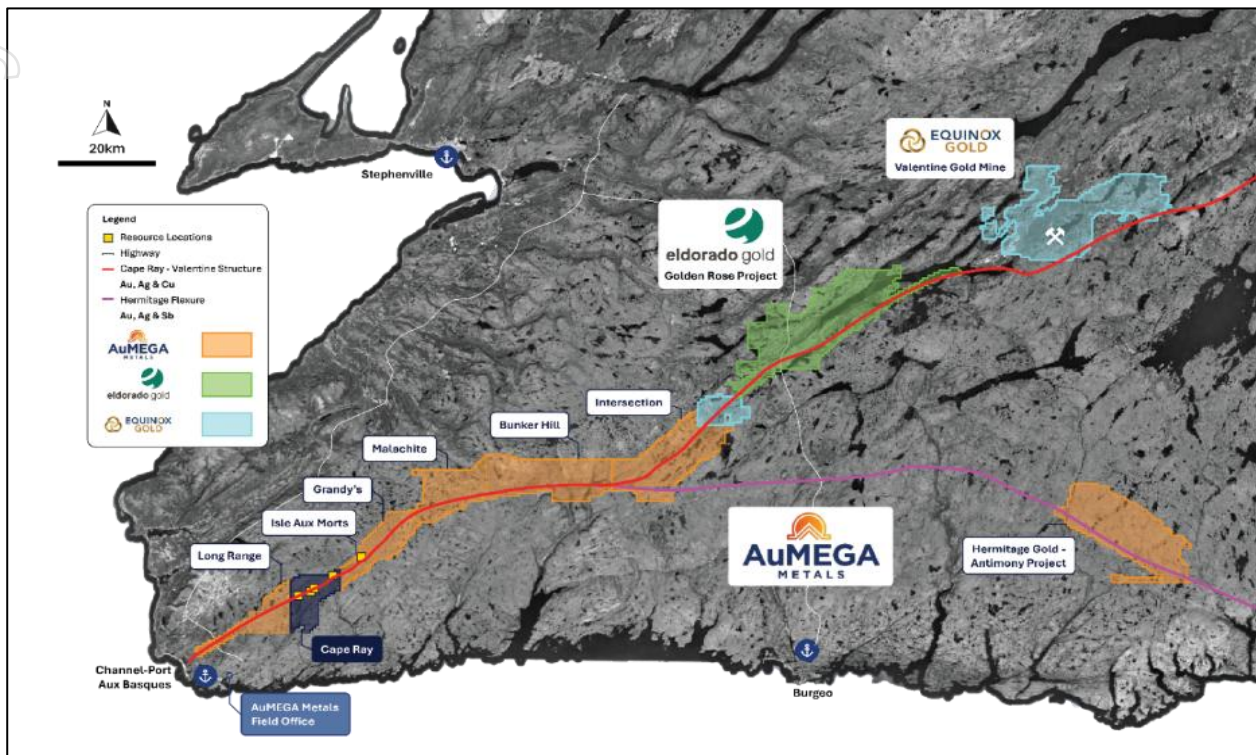 N
20km
Stephenville
EQUINOX
GOLD
Valentine Gold Mine
eldorado gold
Golden Rose Project
Legend
Resource Locations
Highway
Cape Ray - Valentine Structure
Au, Ag & Cu
Hermitage Flexure
Au, Ag & Sb
AuMEGA
METALS
eldorado gold
EQUINOX
GOLD
Intersection
Bunker Hill
Malachite
Grandy's
Isle Aux Morts
Long Range
Cape Ray
Channel-Port
Aux Basques
AuMEGA Metals
Field Office
AuMEGA
METALS
Hermitage Gold -
Antimony Project
Burgeo